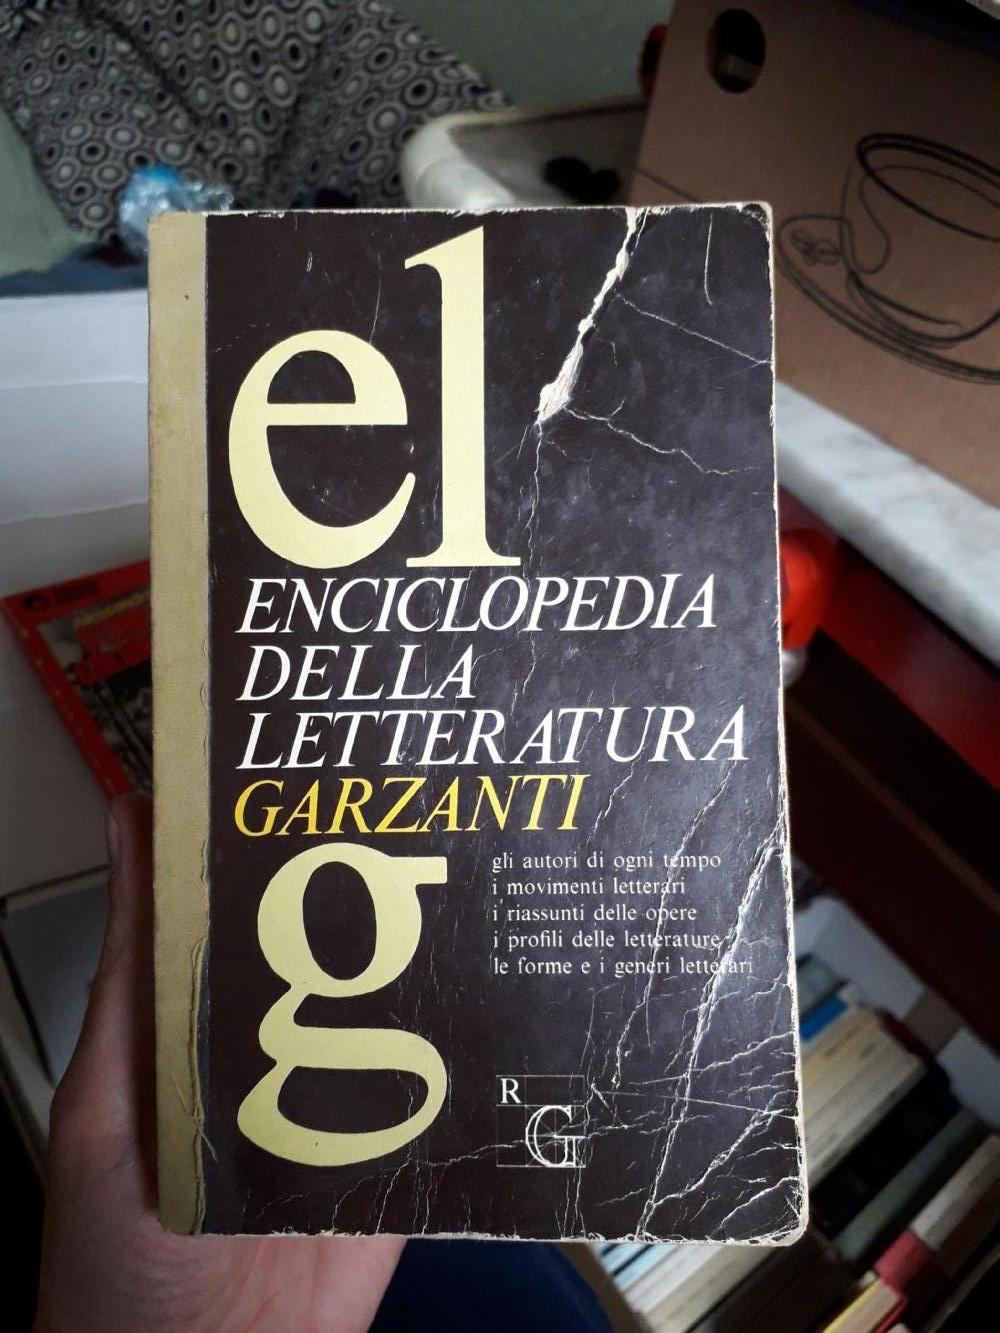 el
ENCICLOPEDIA
DELLA
LETTERATURA
GARZANTI
g
gli autori di ogni tempo
i movimenti letterari
i riassunti delle opere
i profili delle letterature
le forme e i generi letterari
R
G